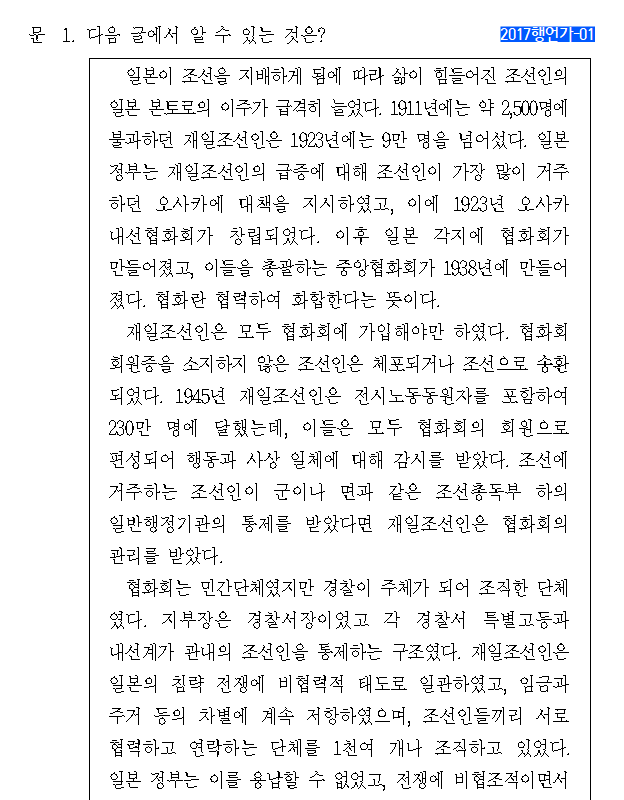 문 1. 다음 글에서 알 수 있는 것은?
2017행언가-01
일본이 조선을 지배하게 됨에 따라 삶이 힘들어진 조선인의
일본 본토로의 이주가 급격히 늘었다. 1911년에는 약 2,500명에
불과하던 재일조선인은 1923년에는 9만 명을 넘어섰다. 일본
정부는 재일조선인의 급증에 대해 조선인이 가장 많이 거주
하던 오사카에 대책을 지시하였고, 이에 1923년 오사카
내선협화회가 창립되었다. 이후 일본 각지에 협화회가
만들어졌고, 이들을 총괄하는 중앙협화회가 1938년에 만들어
졌다. 협화란 협력하여 화합한다는 뜻이다.
재일조선인은 모두 협화회에 가입해야만 하였다. 협화회
회원증을 소지하지 않은 조선인은 체포되거나 조선으로 송환
되었다. 1945년 재일조선인은 전시노동동원자를 포함하여
230만 명에 달했는데, 이들은 모두 협화회의 회원으로
편성되어 행동과 사상 일체에 대해 감시를 받았다. 조선에
거주하는 조선인이 군이나 면과 같은 조선총독부 하의
일반행정기관의 통제를 받았다면 재일조선인은 협화회의
관리를 받았다.
협화회는 민간단체였지만 경찰이 주체가 되어 조직한 단체
였다. 지부장은 경찰서장이었고 각 경찰서 특별고등과
내선계가 관내의 조선인을 통제하는 구조였다. 재일조선인은
일본의 침략 전쟁에 비협력적 태도로 일관하였고, 임금과
주거 등의 차별에 계속 저항하였으며, 조선인들끼리 서로
협력하고 연락하는 단체를 1천여 개나 조직하고 있었다.
일본 정부는 이를 용납할 수 없었고, 전쟁에 비협조적이면서